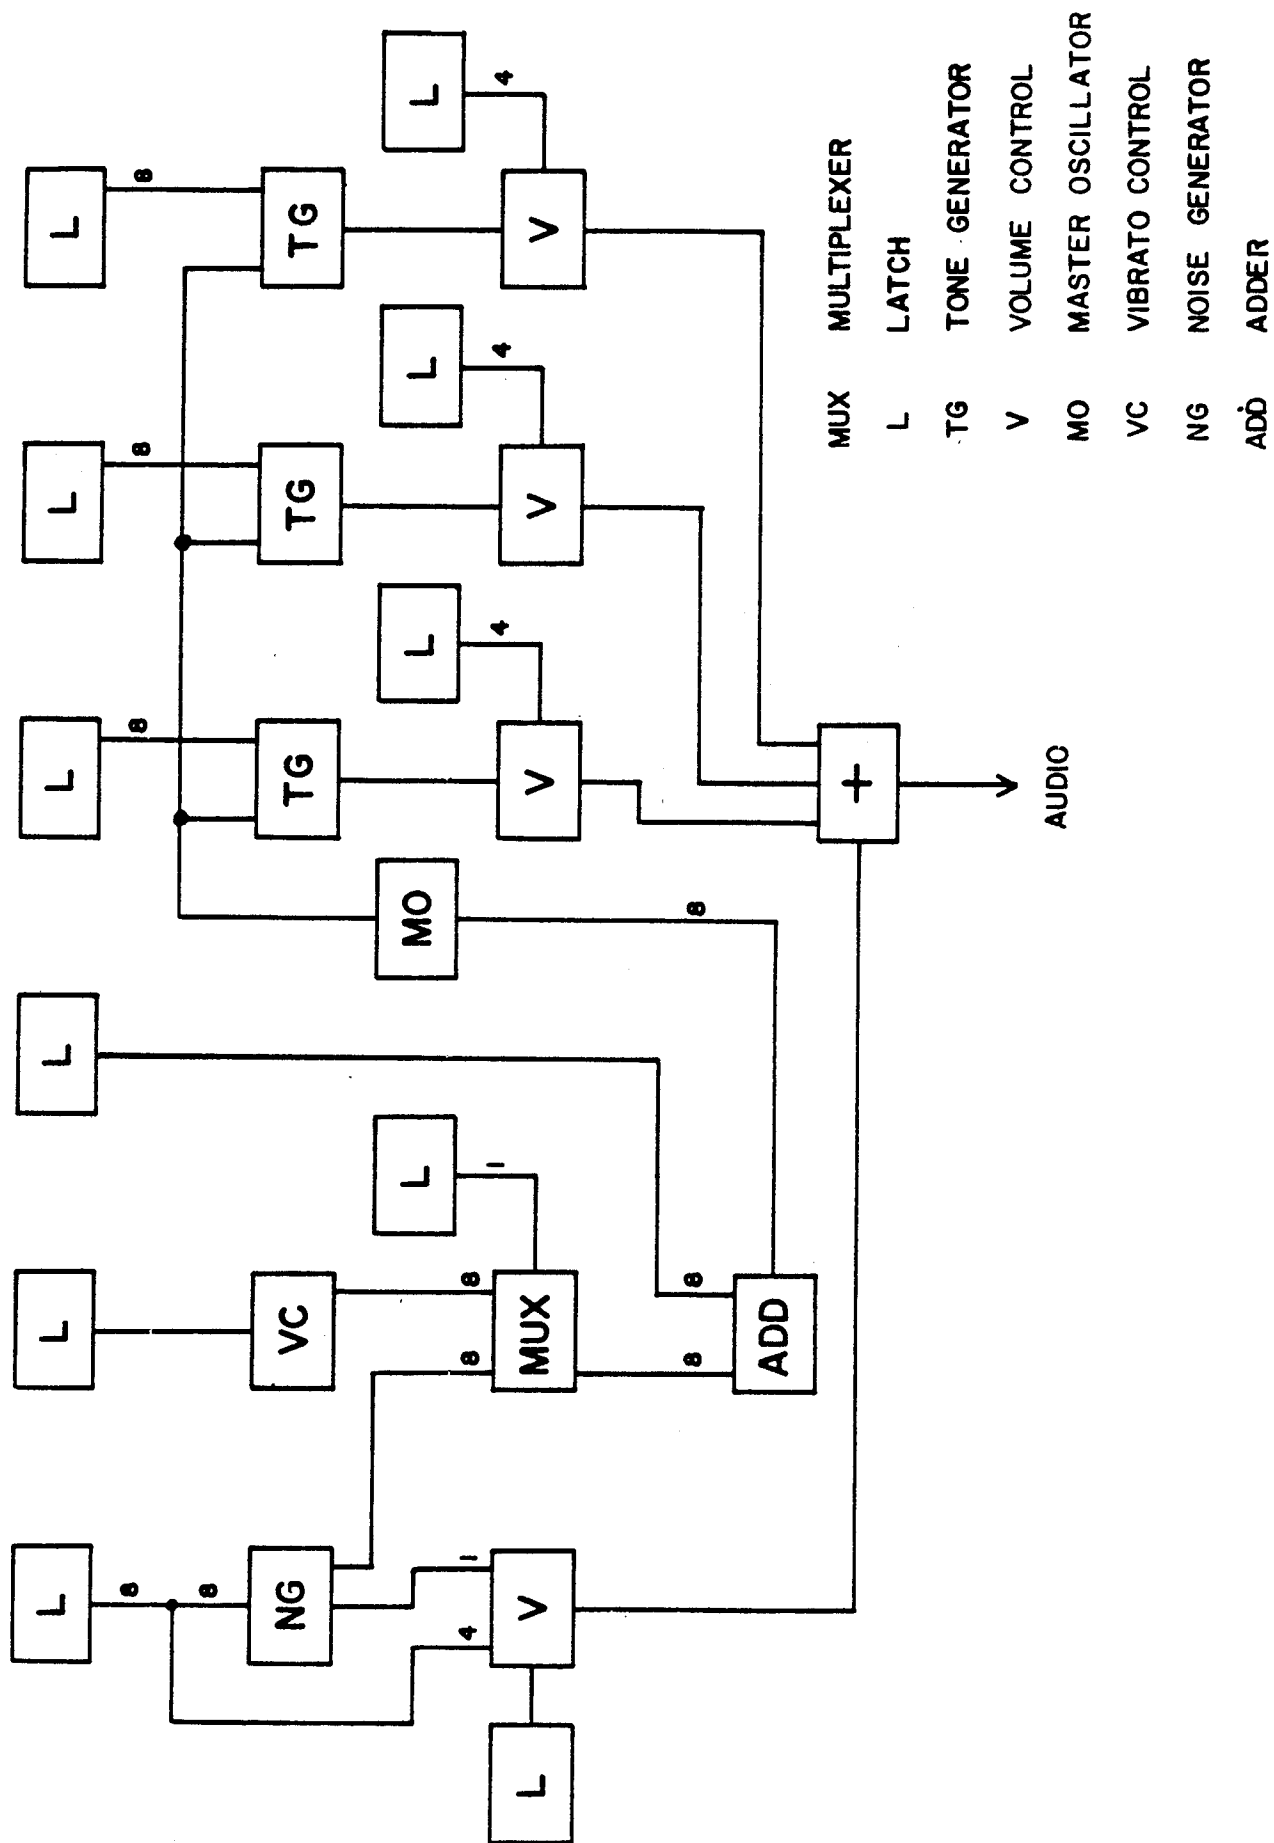 L L L L L L
8 8 8 8
8
NG VC TG TG TG
L MO L L L
4 1 8 8
1 4 4 4
L V MUX V V V
8 8 8
ADD
+
MUX MULTIPLEXER
L LATCH
TG TONE GENERATOR
V VOLUME CONTROL
AUDIO
MO MASTER OSCILLATOR
VC VIBRATO CONTROL
NG NOISE GENERATOR
ADD ADDER